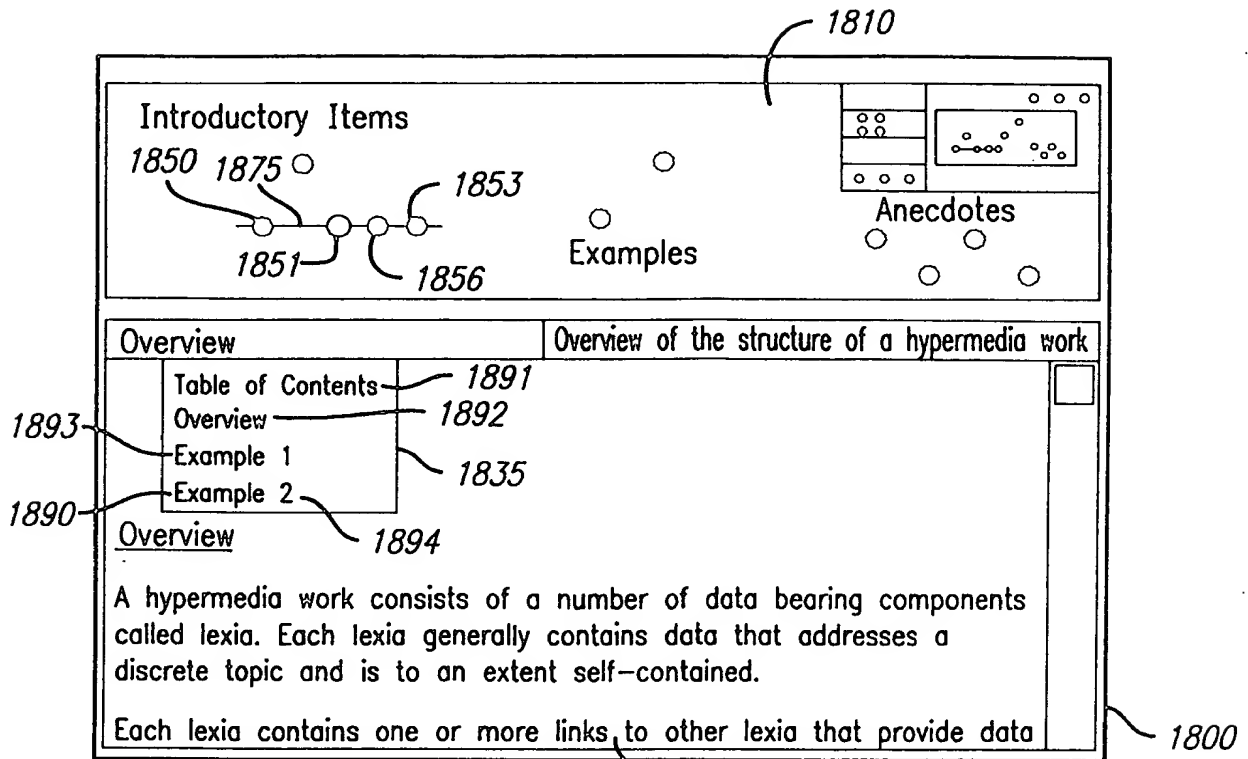 1810
Introductory Items
1850 1875 1853
Anecdotes
1851 1856 Examples
Overview Overview of the structure of a hypermedia work
Table of Contents 1891
Overview 1892
1893 Example 1
1835
1890 Example 2
1894
Overview
A hypermedia work consists of a number of data bearing components
called lexia. Each lexia generally contains data that addresses a
discrete topic and is to an extent self-contained.
Each lexia contains one or more links to other lexia that provide data
1800